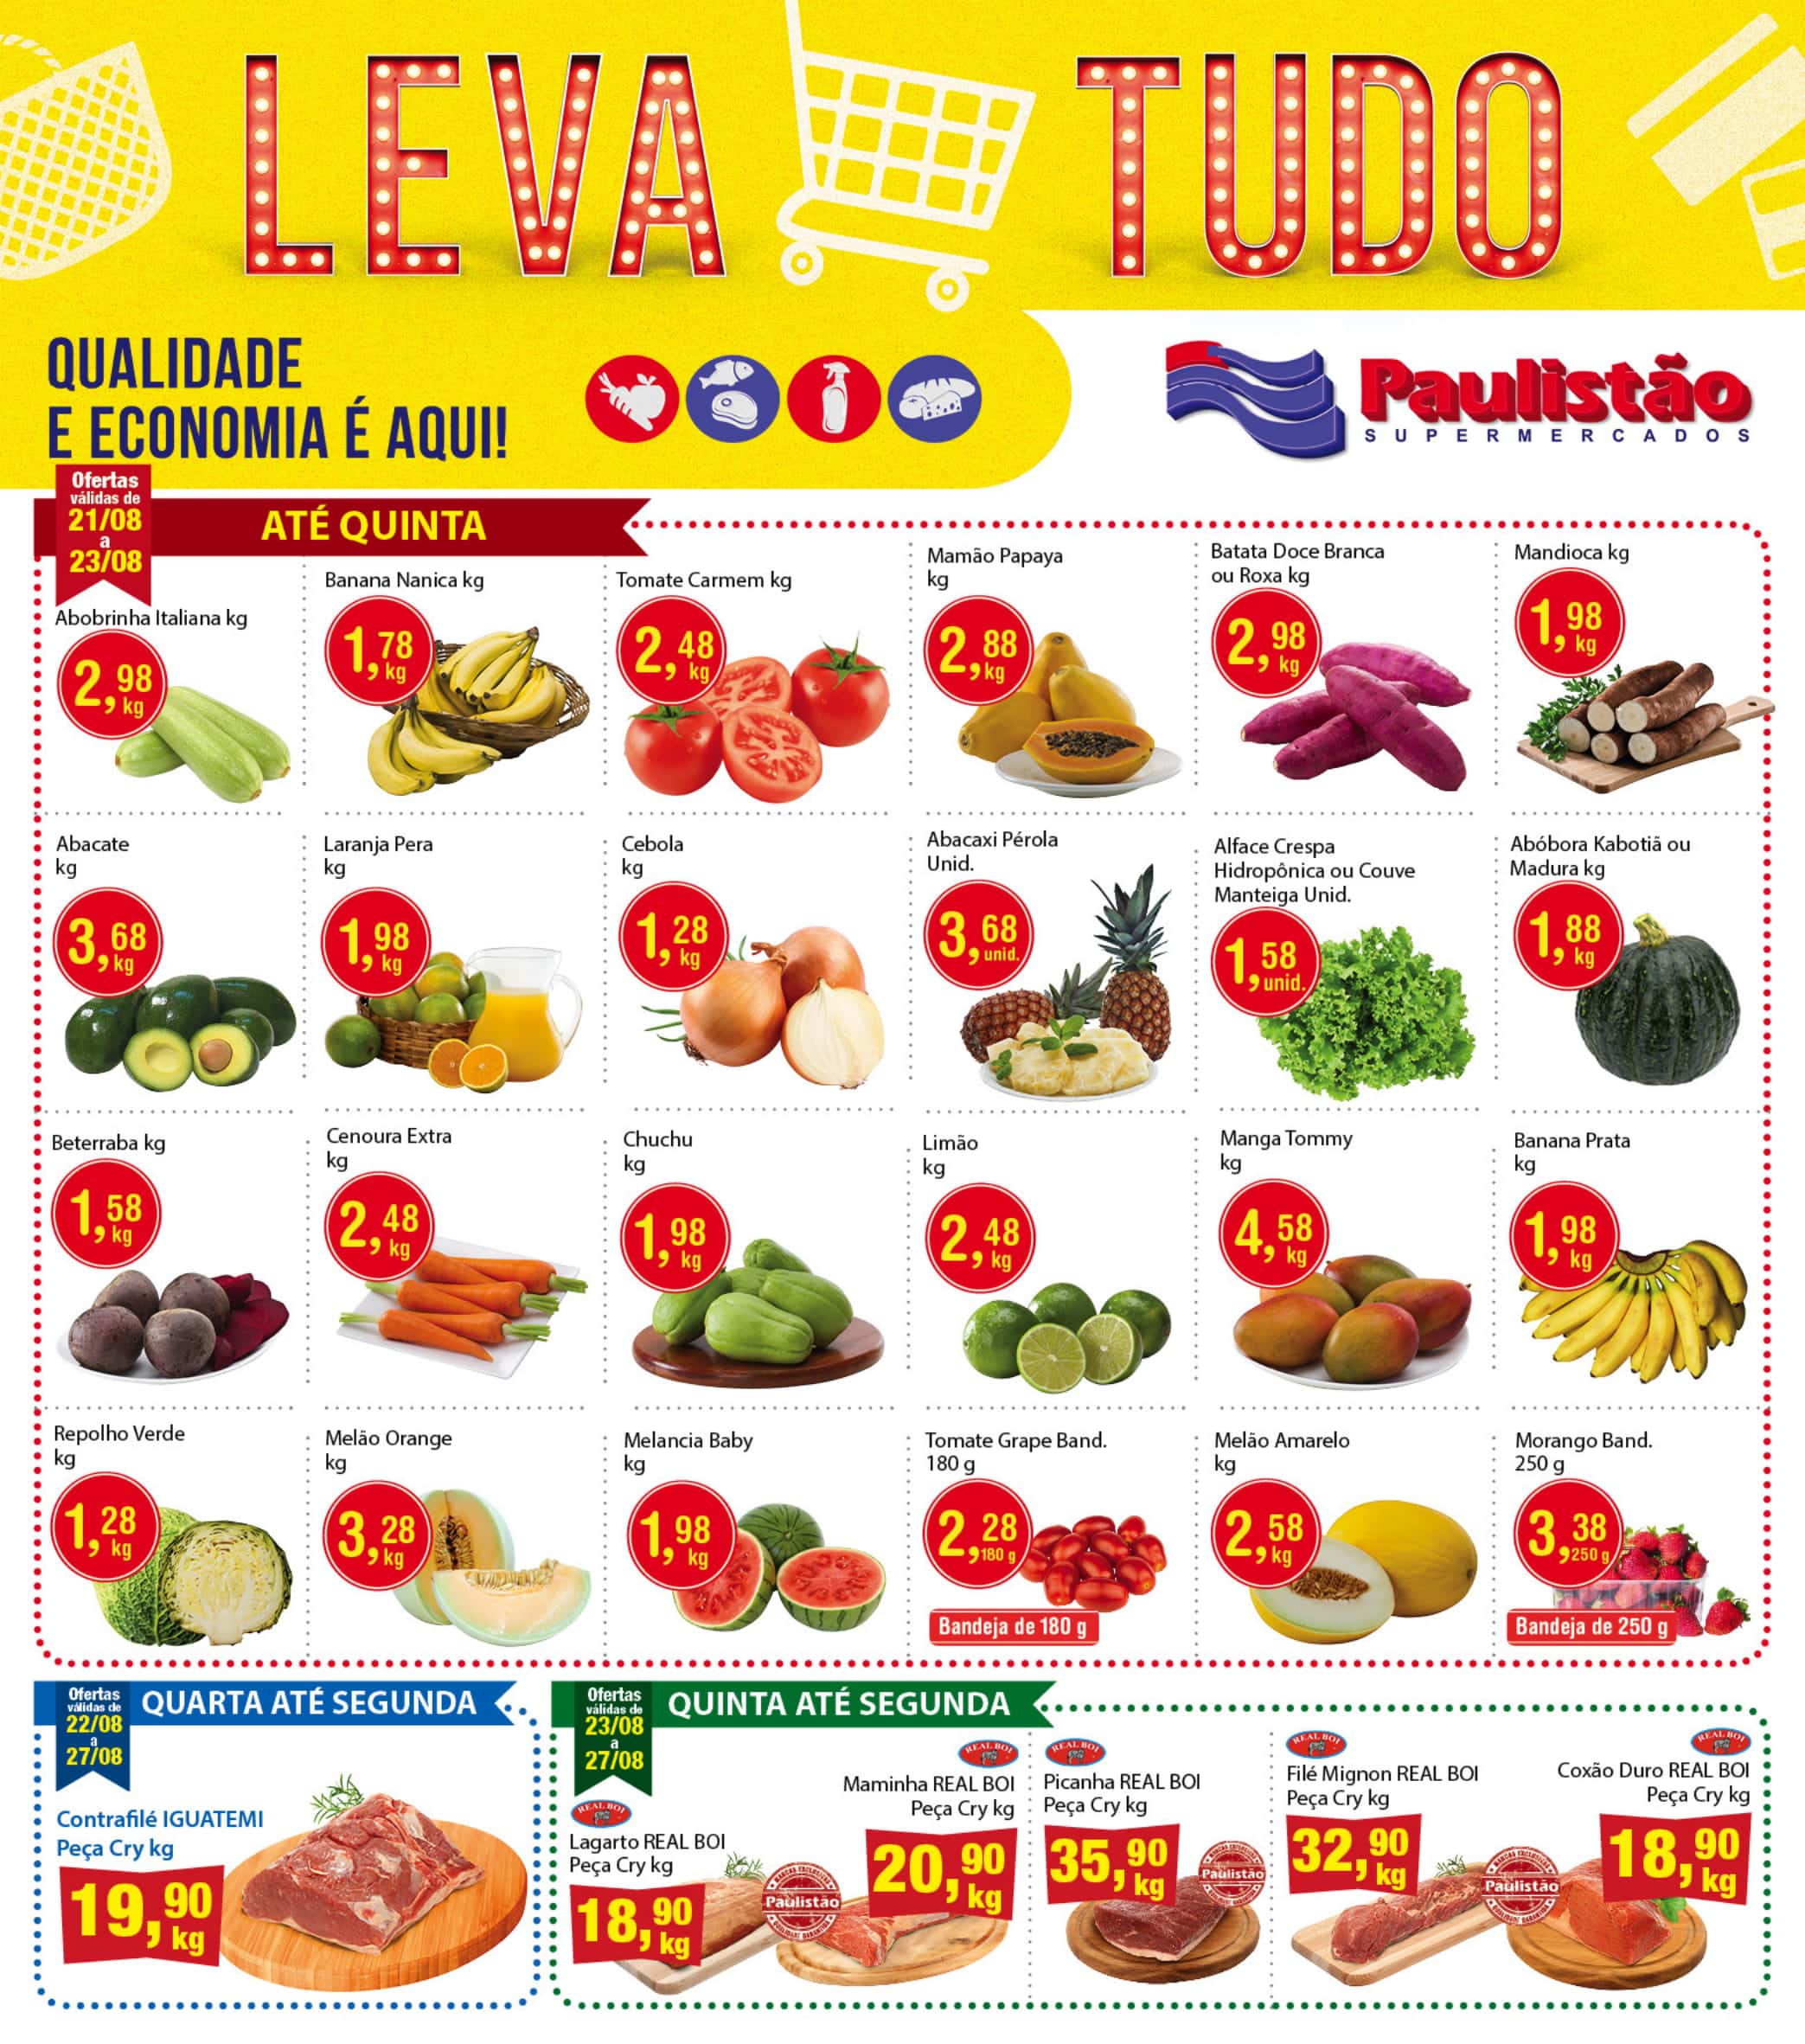 LEVA TUDO
QUALIDADE
E ECONOMIA É AQUI!
Paulistão
SUPERMERCADOS
Ofertas
válidas de
21/08
a
23/08
ATÉ QUINTA
Abobrinha Italiana kg
2,98
kg
Banana Nanica kg
1,78
kg
Tomate Carmem kg
2,48
kg
Mamão Papaya
kg
2,88
kg
Batata Doce Branca
ou Roxa kg
2,98
kg
Mandioca kg
1,98
kg
Abacate
kg
3,68
kg
Laranja Pera
kg
1,98
kg
Cebola
kg
1,28
kg
Abacaxi Pérola
Unid.
3,68
unid.
Alface Crespa
Hidropônica ou Couve
Manteiga Unid.
1,58
unid.
Abóbora Kabotiã ou
Madura kg
1,88
kg
Beterraba kg
1,58
kg
Cenoura Extra
kg
2,48
kg
Chuchu
kg
1,98
kg
Limão
kg
2,48
kg
Manga Tommy
kg
4,58
kg
Banana Prata
kg
1,98
kg
Repolho Verde
kg
1,28
kg
Melão Orange
kg
3,28
kg
Melancia Baby
kg
1,98
kg
Tomate Grape Band.
180 g
2,28
180 g
Bandeja de 180 g
Melão Amarelo
kg
2,58
kg
Morango Band.
250 g
3,38
250 g
Bandeja de 250 g
Ofertas
válidas de
22/08
a
27/08
QUARTA ATÉ SEGUNDA
Contrafilé IGUATEMI
Peça Cry kg
19,90
kg
Ofertas
válidas de
23/08
a
27/08
QUINTA ATÉ SEGUNDA
REAL BOI
Lagarto REAL BOI
Peça Cry kg
18,90
kg
Paulistão
REAL BOI
Maminha REAL BOI
Peça Cry kg
20,90
kg
REAL BOI
Picanha REAL BOI
Peça Cry kg
35,90
kg
Paulistão
REAL BOI
Filé Mignon REAL BOI
Peça Cry kg
32,90
kg
Paulistão
REAL BOI
Coxão Duro REAL BOI
Peça Cry kg
18,90
kg